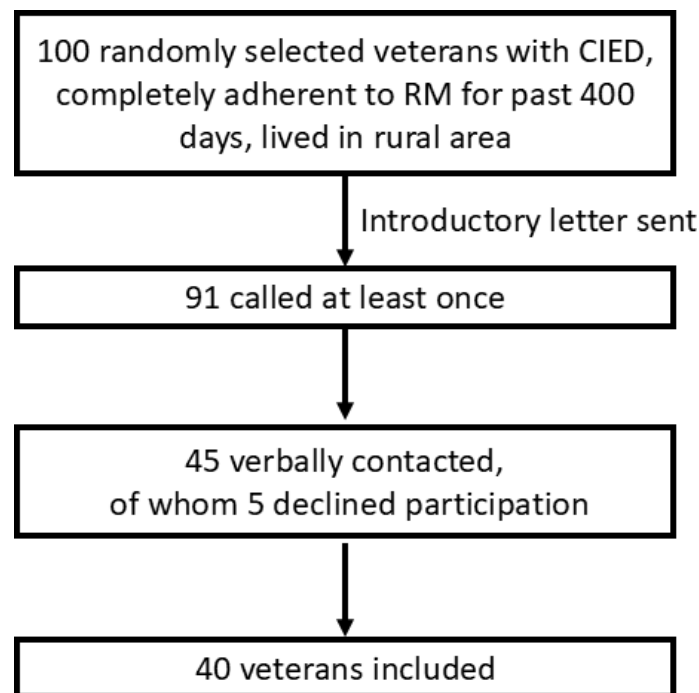 100 randomly selected veterans with CIED,
completely adherent to RM for past 400
days, lived in rural area
Introductory letter sent
91 called at least once
45 verbally contacted,
of whom 5 declined participation
40 veterans included